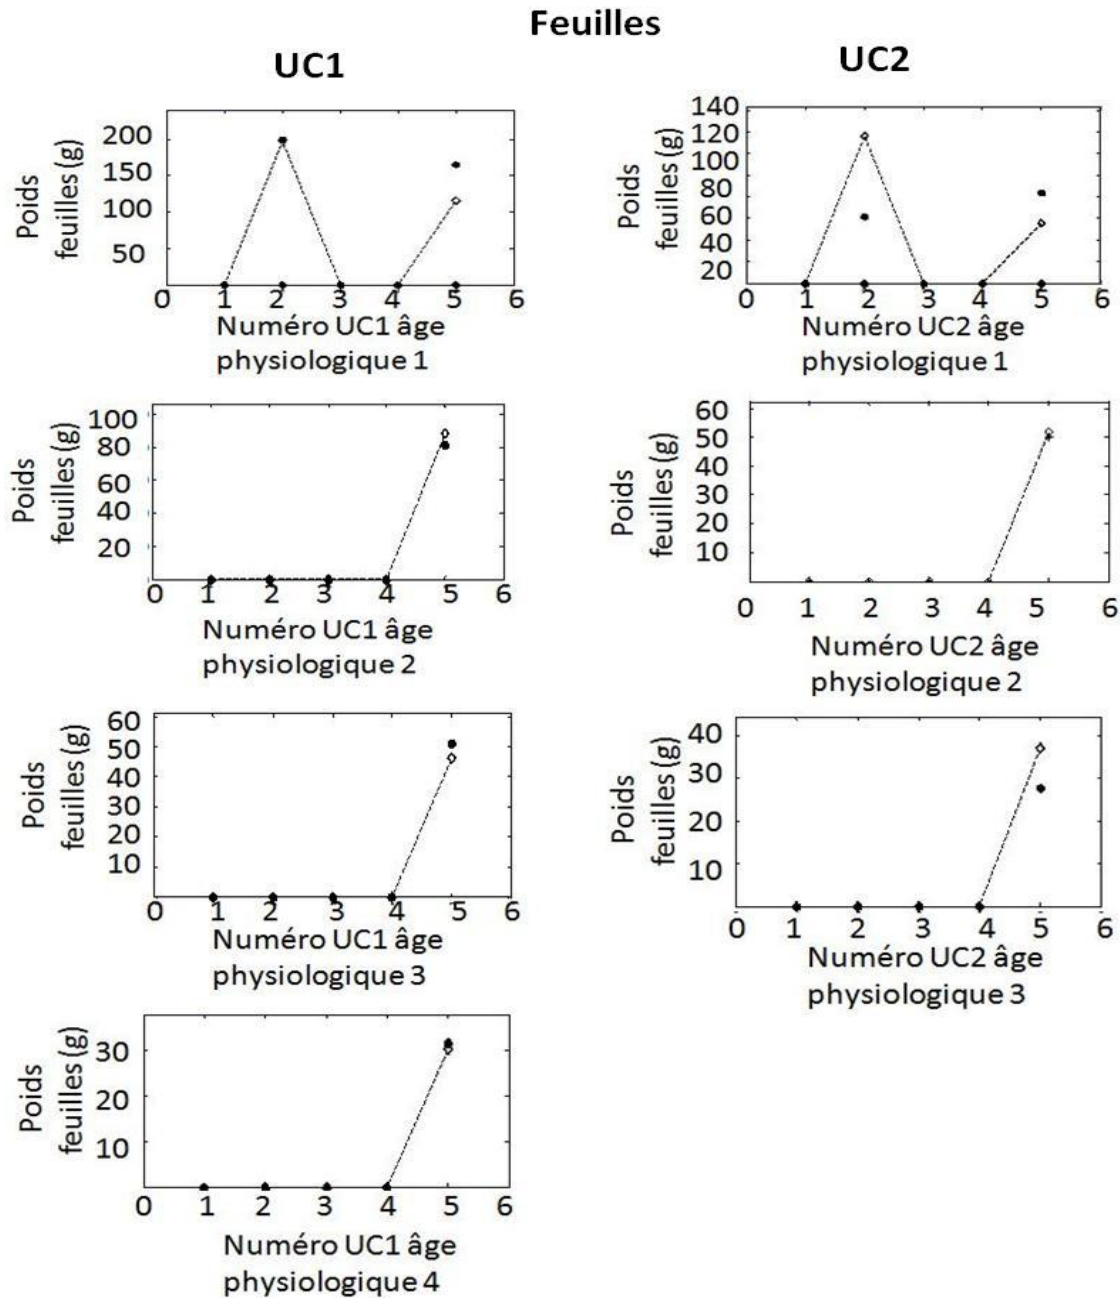 Feuilles
UC1
UC2
Poids
feuilles (g)
200
150
100
50
0 1 2 3 4 5 6
Numéro UC1 âge
physiologique 1
Poids
feuilles (g)
140
120
100
80
60
40
20
0 1 2 3 4 5 6
Numéro UC2 âge
physiologique 1
Poids
feuilles (g)
100
80
60
40
20
0 1 2 3 4 5 6
Numéro UC1 âge
physiologique 2
Poids
feuilles (g)
60
50
40
30
20
10
0 1 2 3 4 5 6
Numéro UC2 âge
physiologique 2
Poids
feuilles (g)
60
50
40
30
20
10
0 1 2 3 4 5 6
Numéro UC1 âge
physiologique 3
Poids
feuilles (g)
40
30
20
10
0 1 2 3 4 5 6
Numéro UC2 âge
physiologique 3
Poids
feuilles (g)
30
20
10
0 1 2 3 4 5 6
Numéro UC1 âge
physiologique 4